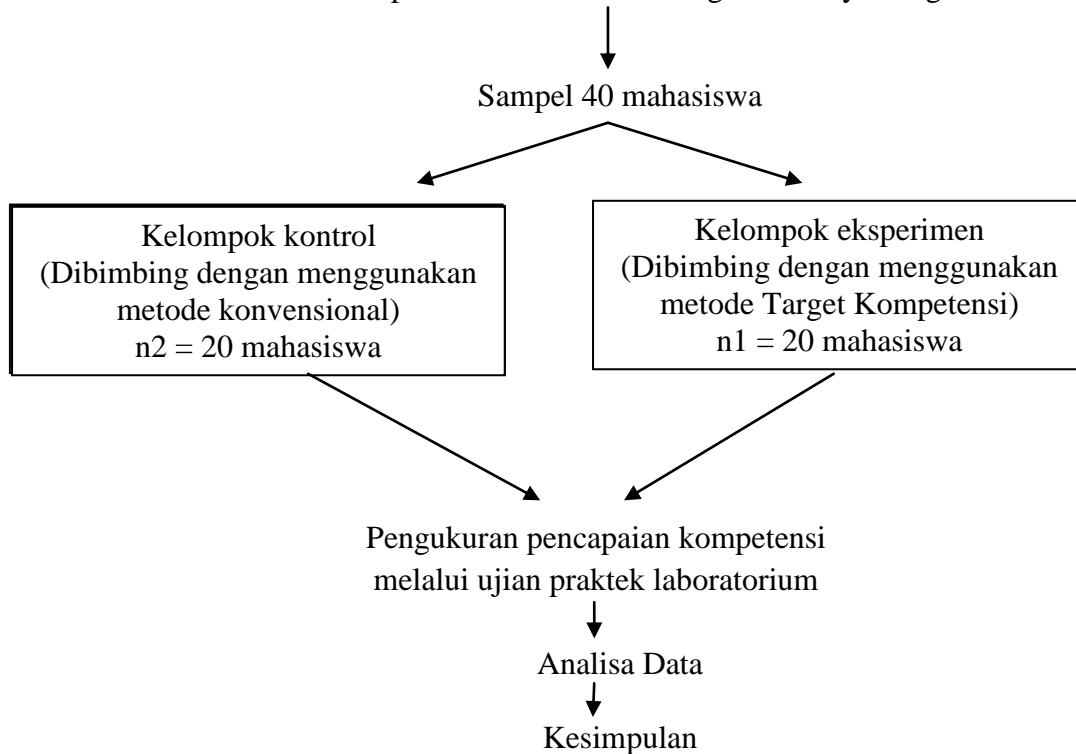 Sampel 40 mahasiswa
Kelompok kontrol
(Dibimbing dengan menggunakan
metode konvensional)
n2 = 20 mahasiswa
Kelompok eksperimen
(Dibimbing dengan menggunakan
metode Target Kompetensi)
n1 = 20 mahasiswa
Pengukuran pencapaian kompetensi
melalui ujian praktek laboratorium
Analisa Data
Kesimpulan